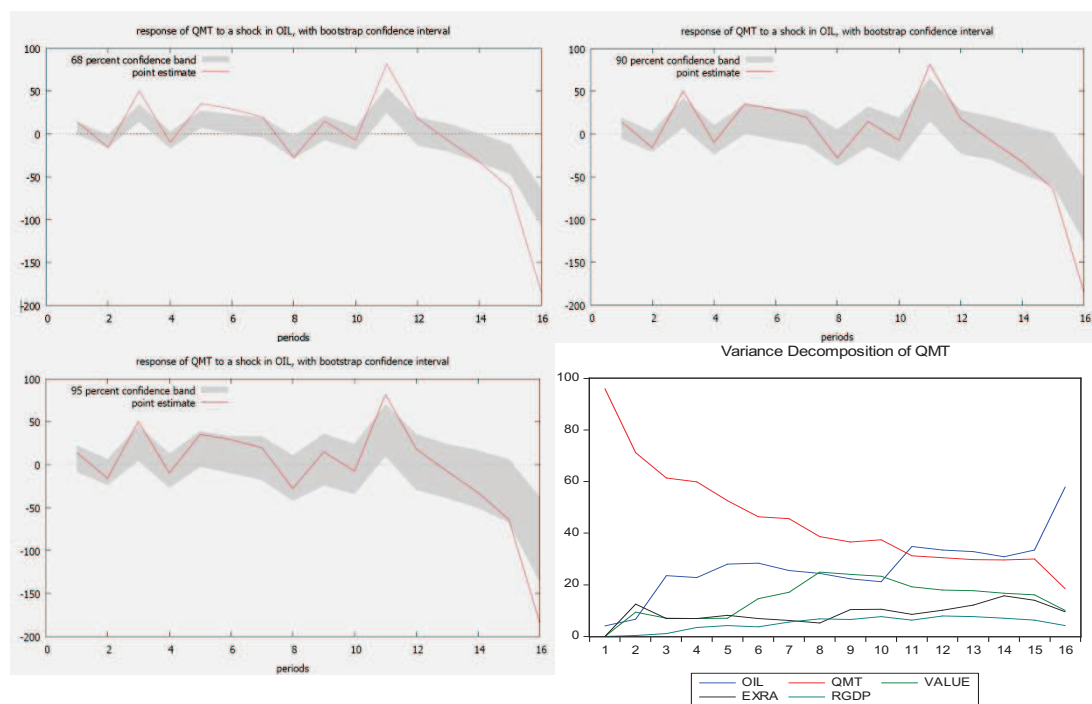 response of QMT to a shock in OIL, with bootstrap confidence interval
68 percent confidence band
point estimate
100
50
0
-50
-100
-150
-200
0 2 4 6 8 10 12 14 16
periods
response of QMT to a shock in OIL, with bootstrap confidence interval
90 percent confidence band
point estimate
100
50
0
-50
-100
-150
-200
0 2 4 6 8 10 12 14 16
periods
response of QMT to a shock in OIL, with bootstrap confidence interval
95 percent confidence band
point estimate
100
50
0
-50
-100
-150
-200
0 2 4 6 8 10 12 14 16
periods
Variance Decomposition of QMT
100
80
60
40
20
0
1 2 3 4 5 6 7 8 9 10 11 12 13 14 15 16
OIL QMT VALUE
EXRA RGDP